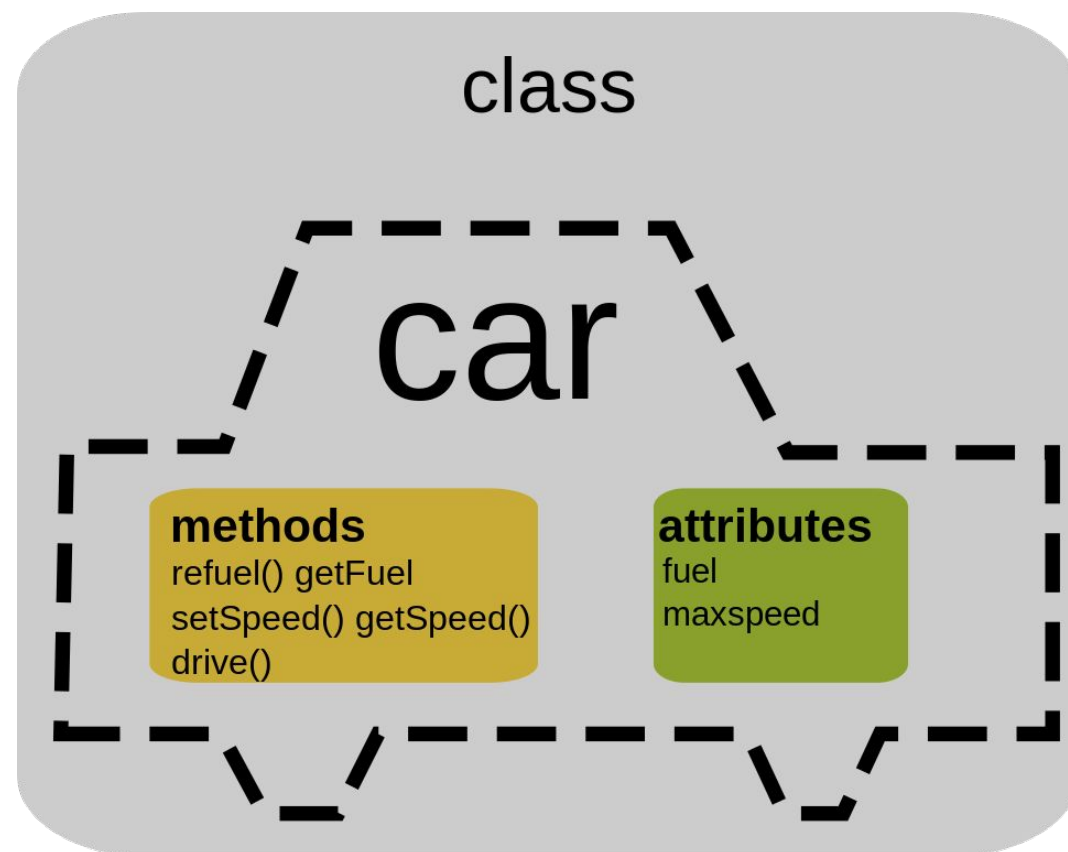 class
car
methods
refuel() getFuel
setSpeed() getSpeed()
drive()
attributes
fuel
maxspeed